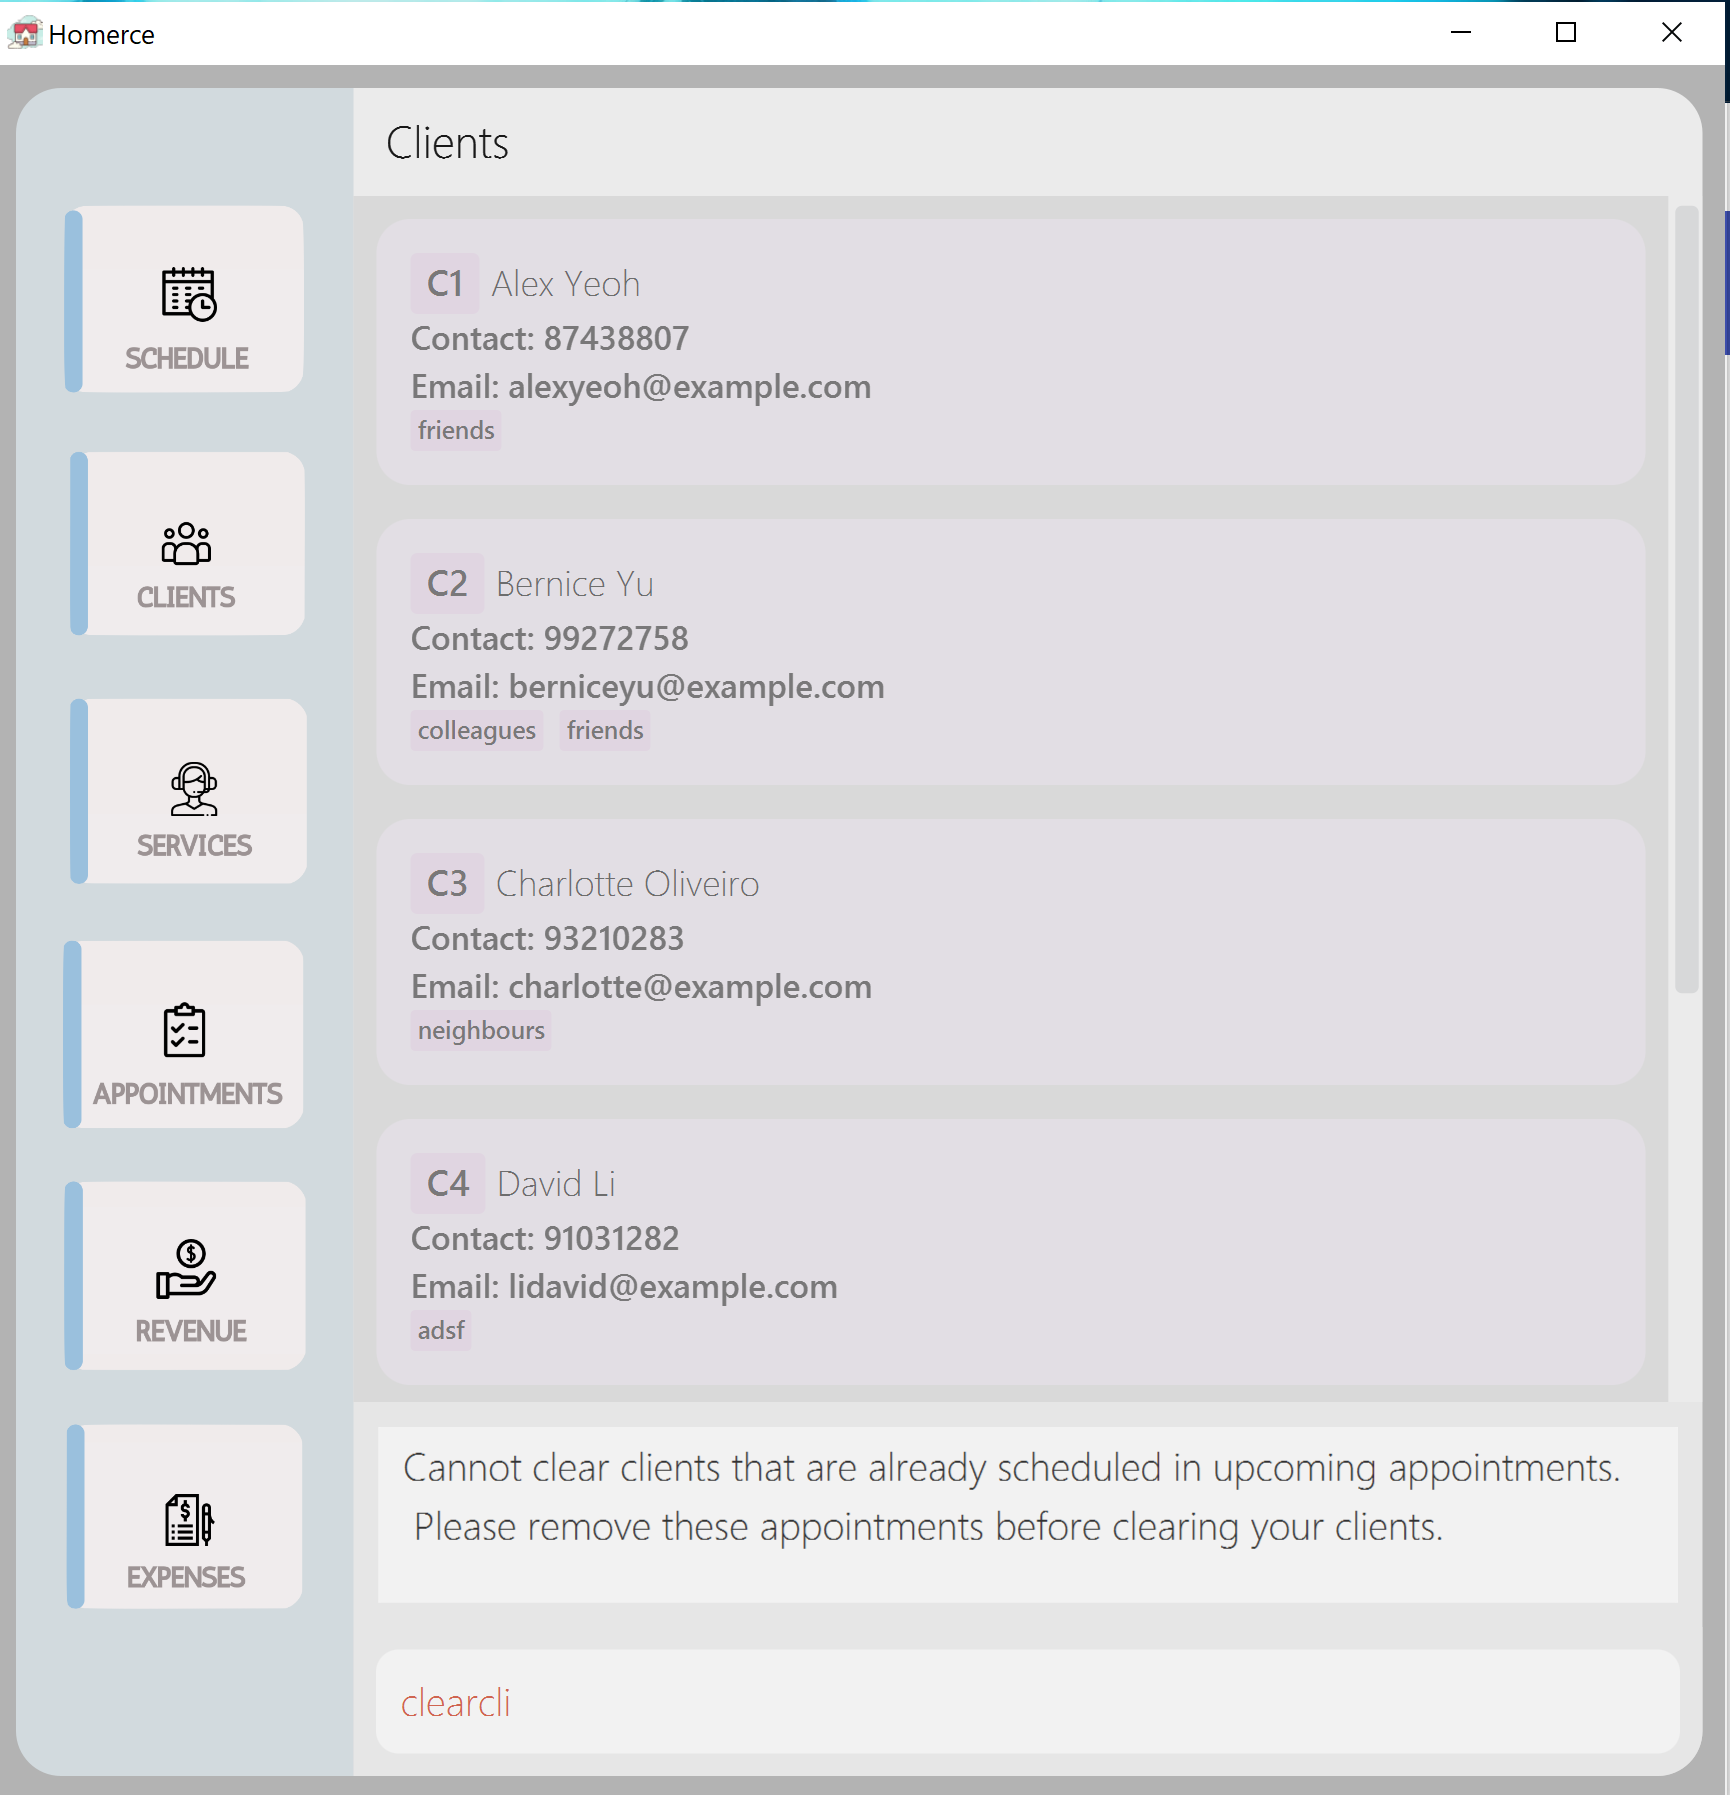 Homerce
Clients
SCHEDULE
CLIENTS
SERVICES
APPOINTMENTS
REVENUE
EXPENSES
C1 Alex Yeoh
Contact: 87438807
Email: alexyeoh@example.com
friends
C2 Bernice Yu
Contact: 99272758
Email: berniceyu@example.com
colleagues friends
C3 Charlotte Oliveiro
Contact: 93210283
Email: charlotte@example.com
neighbours
C4 David Li
Contact: 91031282
Email: lidavid@example.com
adsf
Cannot clear clients that are already scheduled in upcoming appointments.
Please remove these appointments before clearing your clients.
clearcli